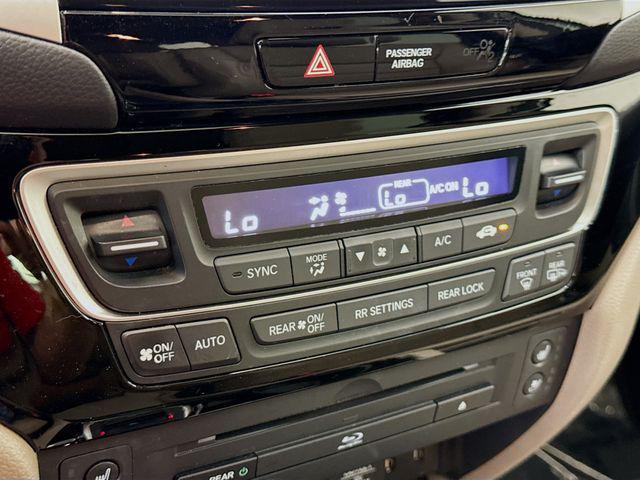 PASSENGER
AIRBAG
OFF
REAR
Lo Lo A/C ON Lo
SYNC
MODE
A/C
FRONT
REAR
REAR ON/OFF
RR SETTINGS
REAR LOCK
ON/
OFF
AUTO
REAR